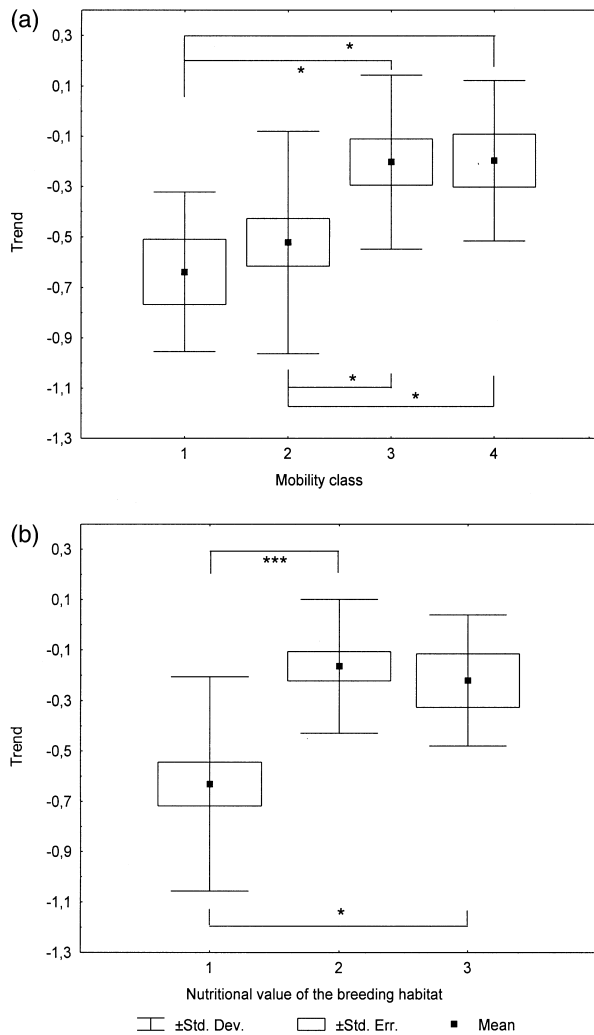 (a)
0,3
0,1
-0,1
-0,3
-0,5
-0,7
-0,9
-1,1
-1,3
Trend
*
*
*
*
1 2 3 4
Mobility class
(b)
0,3
0,1
-0,1
-0,3
-0,5
-0,7
-0,9
-1,1
-1,3
Trend
***
*
1 2 3
Nutritional value of the breeding habitat
±Std. Dev. ±Std. Err. Mean